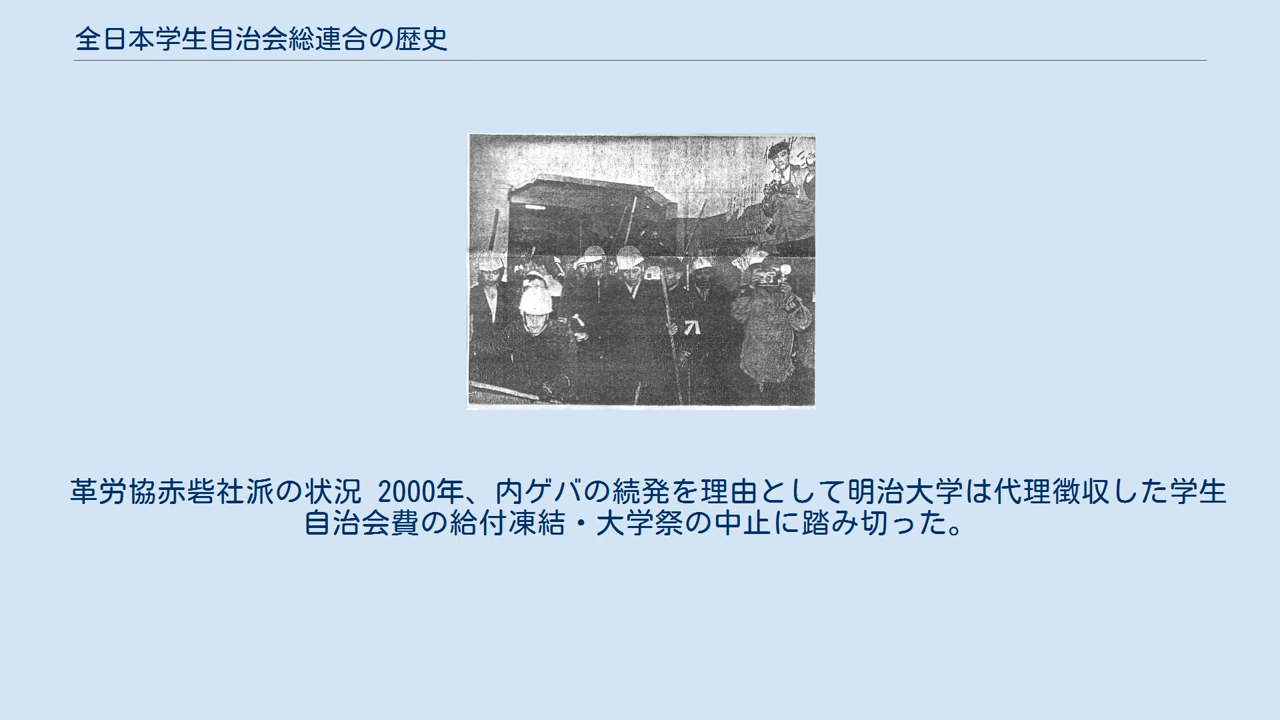 全日本学生自治会総連合の歴史
革労協赤砦社派の状況 2000年、内ゲバの続発を理由として明治大学は代理徴収した学生
自治会費の給付凍結・大学祭の中止に踏み切った。